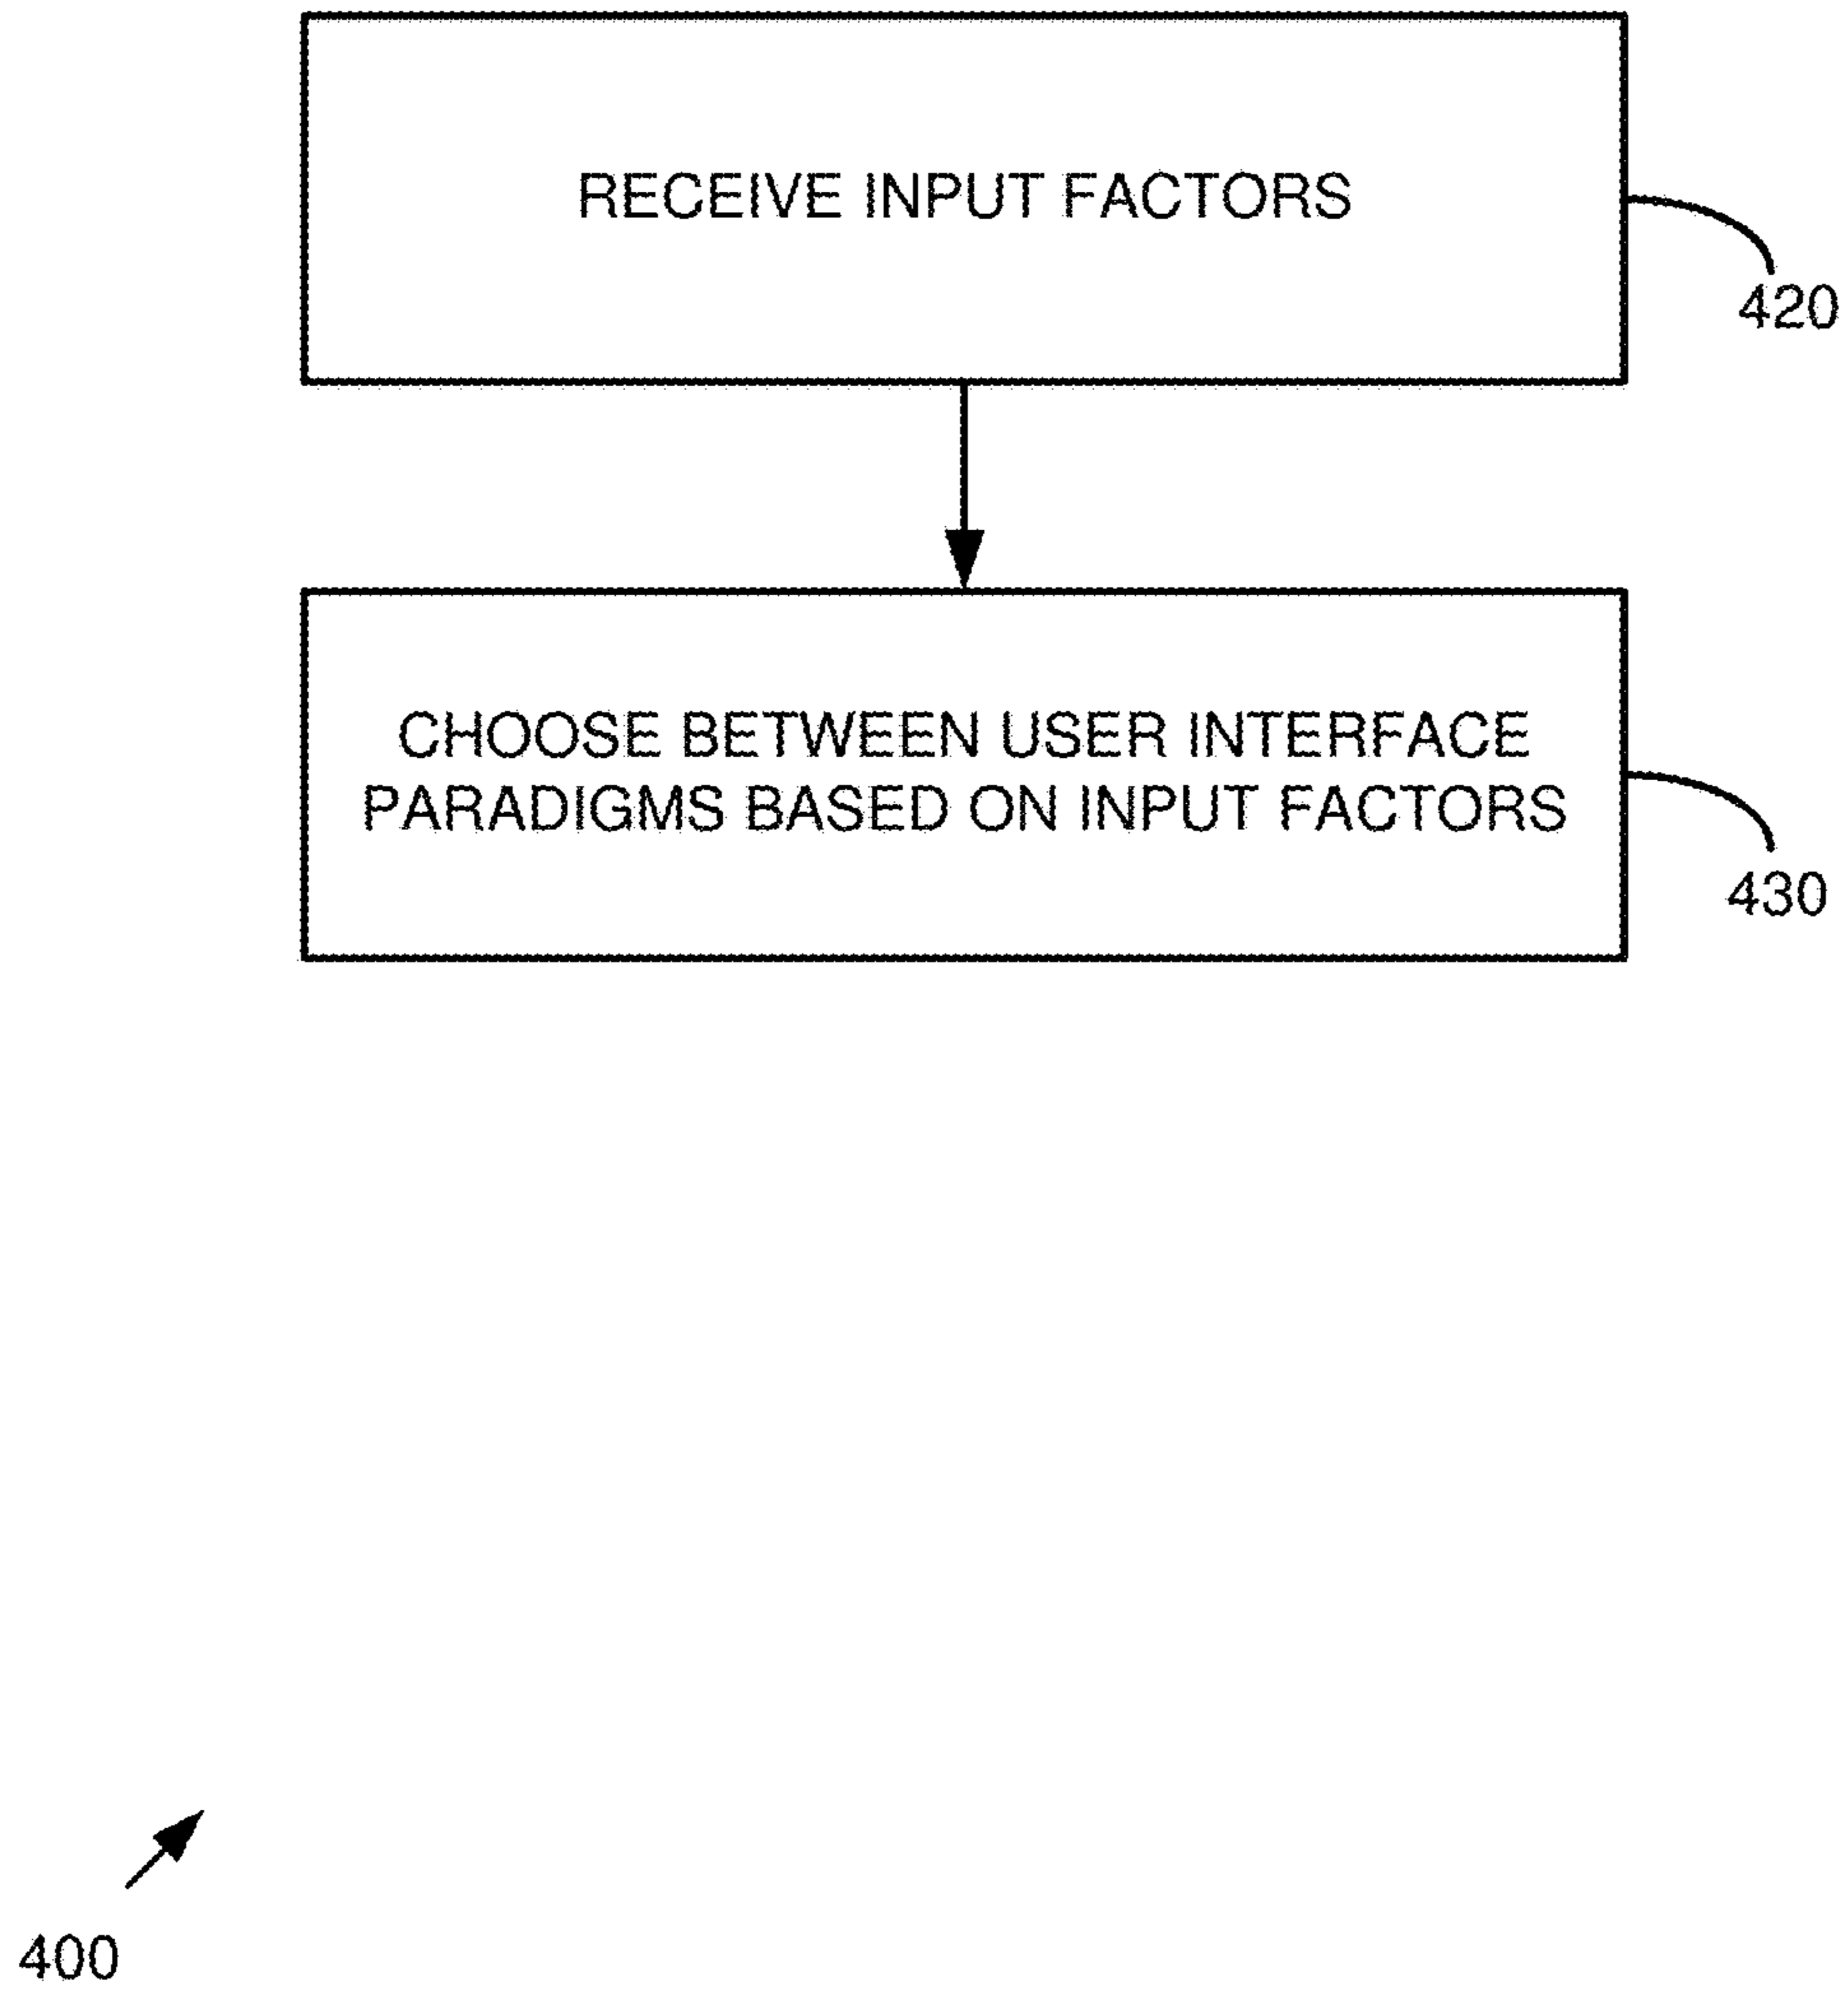 RECEIVE INPUT FACTORS
420
CHOOSE BETWEEN USER INTERFACE
PARADIGMS BASED ON INPUT FACTORS
430
400